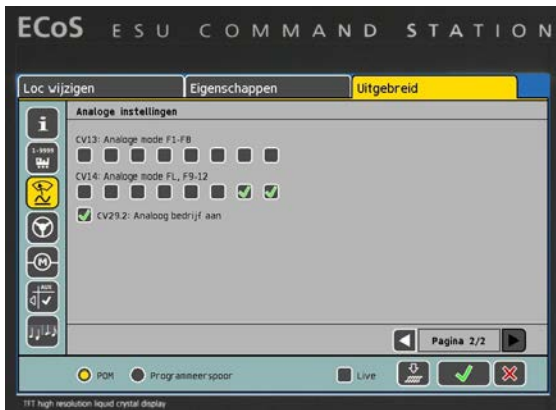 ECoS ESU COMMAND STATION
Loc wijzigen Eigenschappen Uitgebreid
Analoge instellingen
i
CV13: Analoge mode F1-F8
1-9999
CV14: Analoge mode FL, F9-12
CV29.2: Analoog bedrijf aan
M
AUX
Pagina 2/2
POM Programmeerspoor Live
TFT high resolution liquid crystal display